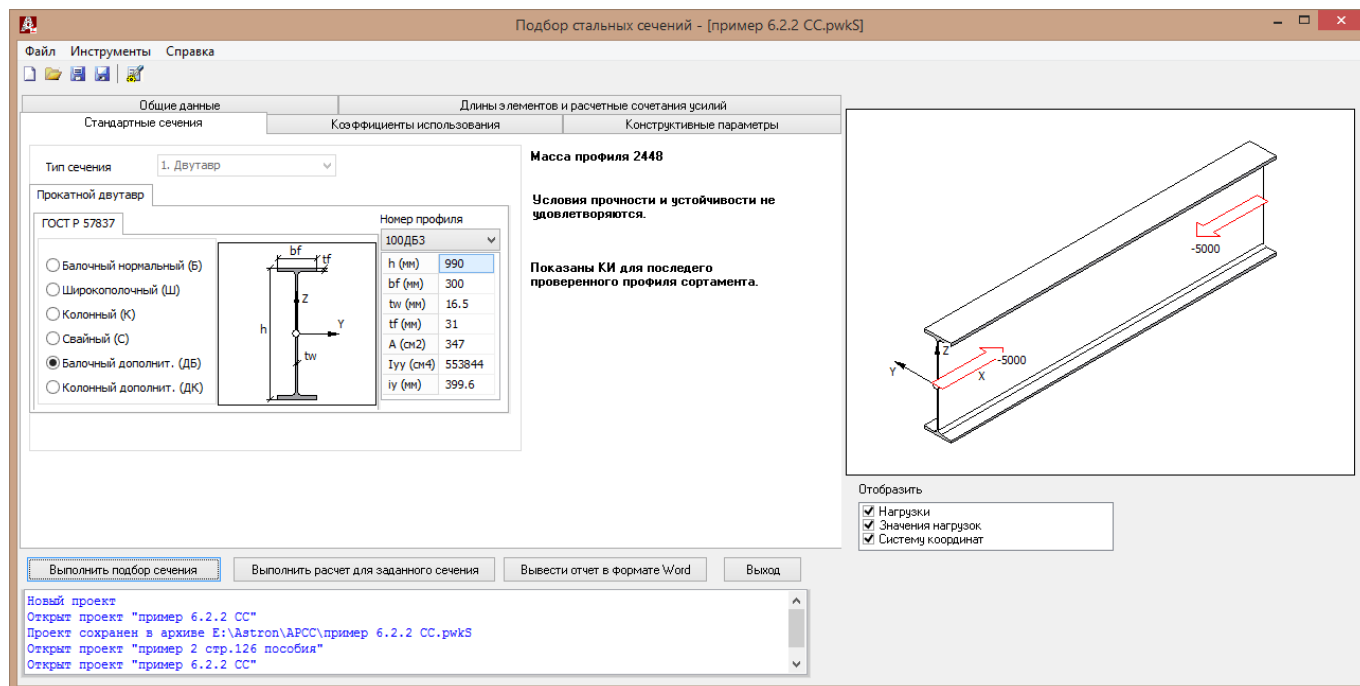 Подбор стальных сечений - [пример 6.2.2 СС.pwkS]
Файл Инструменты Справка
Общие данные
Длины элементов и расчетные сочетания усилий
Стандартные сечения
Коэффициенты использования
Конструктивные параметры
Тип сечения
1. Двутавр
Прокатной двутавр
ГОСТ Р 57837
Балочный нормальный (Б)
Широкополочный (Ш)
Колонный (К)
Свайный (С)
Балочный дополнит. (ДБ)
Колонный дополнит. (ДК)
bf
tf
Z
h
Y
tw
Номер профиля
100ДБ3
h (мм) 990
bf (мм) 300
tw (мм) 16.5
tf (мм) 31
A (см2) 347
Iyy (см4) 553844
iy (мм) 399.6
Масса профиля 2448
Условия прочности и устойчивости не
удовлетворяются.
Показаны КИ для последего
проверенного профиля сортамента.
-5000
Z
-5000
Y
X
Отобразить
Нагрузки
Значения нагрузок
Систему координат
Выполнить подбор сечения
Выполнить расчет для заданного сечения
Вывести отчет в формате Word
Выход
Новый проект
Открыт проект "пример 6.2.2 СС"
Проект сохранен в архиве E:\Astron\АРСС\пример 6.2.2 СС.pwkS
Открыт проект "пример 2 стр.126 пособия"
Открыт проект "пример 6.2.2 СС"